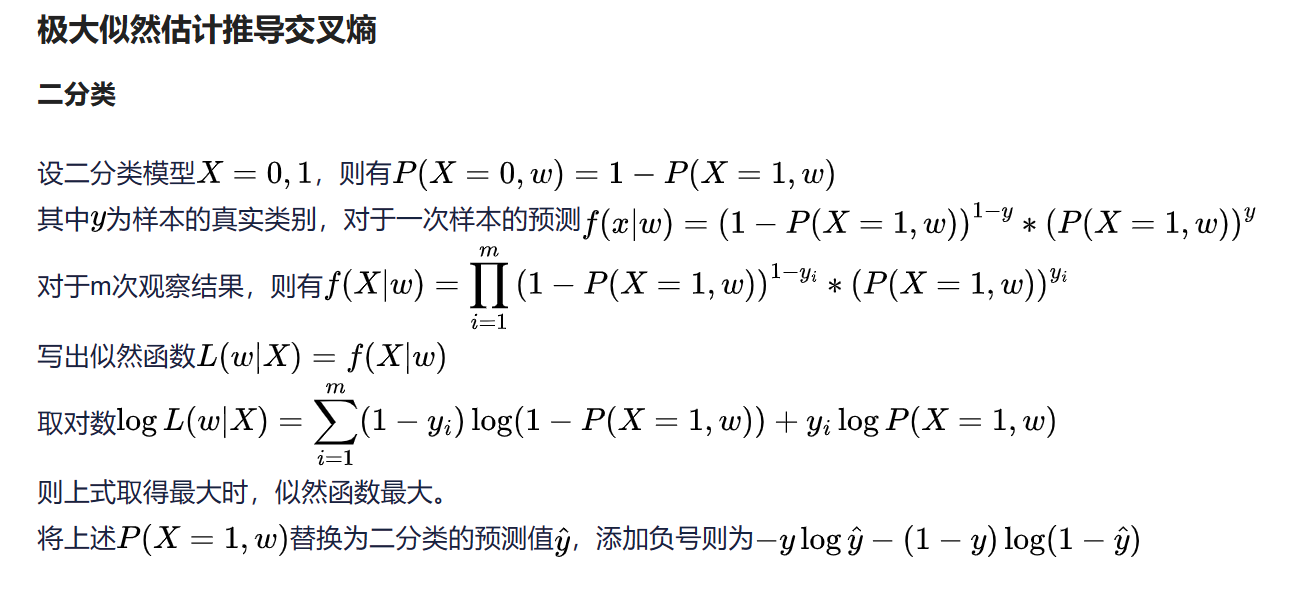 极大似然估计推导交叉熵
二分类
设二分类模型$X = 0, 1$，则有$P(X = 0, w) = 1 - P(X = 1, w)$
其中$y$为样本的真实类别，对于一次样本的预测$f(x|w) = (1 - P(X = 1, w))^{1-y} * (P(X = 1, w))^{y}$
对于m次观察结果，则有$f(X|w) = \prod_{i=1}^{m} (1 - P(X = 1, w))^{1-y_i} * (P(X = 1, w))^{y_i}$
写出似然函数$L(w|X) = f(X|w)$
取对数$\log L(w|X) = \sum_{i=1}^{m} (1 - y_i) \log(1 - P(X = 1, w)) + y_i \log P(X = 1, w)$
则上式取得最大时，似然函数最大。
将上述$P(X = 1, w)$替换为二分类的预测值$\hat{y}$，添加负号则为$-y \log \hat{y} - (1 - y) \log(1 - \hat{y})$